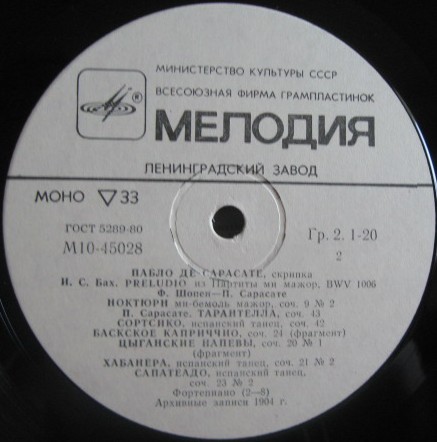 МИНИСТЕРСТВО КУЛЬТУРЫ СССР
ВСЕСОЮЗНАЯ ФИРМА ГРАМПЛАСТИНОК
®
МЕЛОДИЯ
ЛЕНИНГРАДСКИЙ ЗАВОД
МОНО ▽ 33
ГОСТ 5289-80
М10-45028
Гр. 2. 1-20
2
ПАБЛО ДЕ САРАСАТЕ, скрипка
И. С. Бах. PRELUDIO из Партиты ми мажор, BWV 1006
Ф. Шопен—П. Сарасате
НОКТЮРН ми-бемоль мажор, соч. 9 № 2
П. Сарасате. ТАРАНТЕЛЛА, соч. 43
СОРТСИКО, испанский танец, соч. 42
БАСКСКОЕ КАПРИЧЧИО, соч. 24 (фрагмент)
ЦЫГАНСКИЕ НАПЕВЫ, соч. 20 № 1
(фрагмент)
ХАБАНЕРА, испанский танец, соч. 21 № 2
САПАТЕАДО, испанский танец,
соч. 23 № 2
Фортепиано (2—8)
Архивные записи 1904 г.